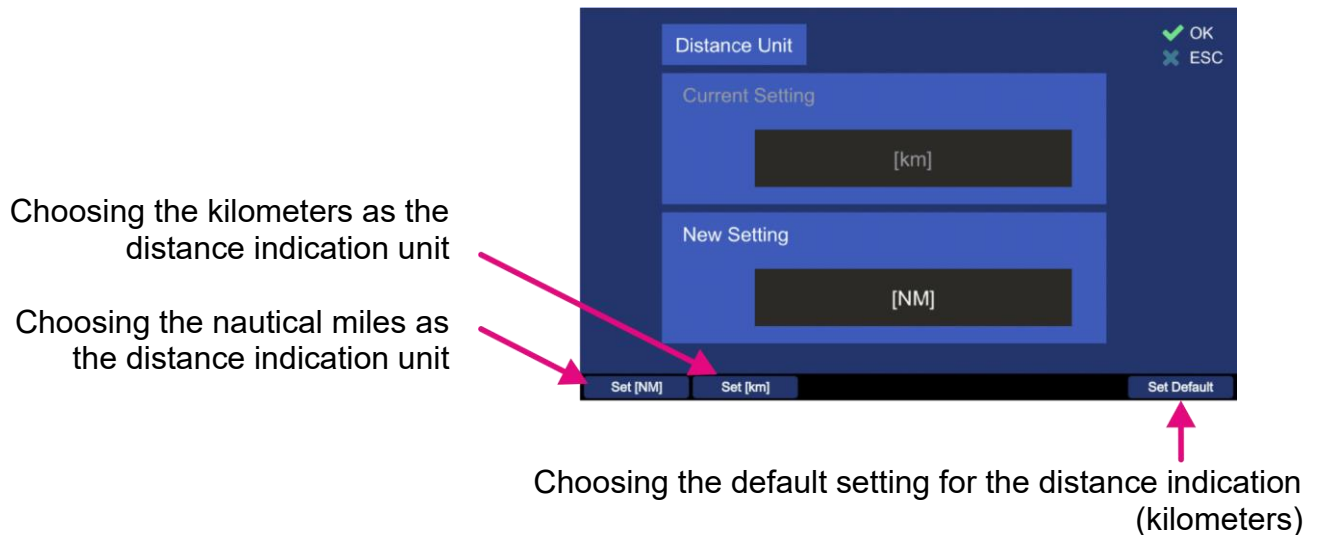 Distance Unit
OK
ESC
Current Setting
[km]
Choosing the kilometers as the
distance indication unit
New Setting
[NM]
Choosing the nautical miles as
the distance indication unit
Set [NM]
Set [km]
Set Default
Choosing the default setting for the distance indication
(kilometers)